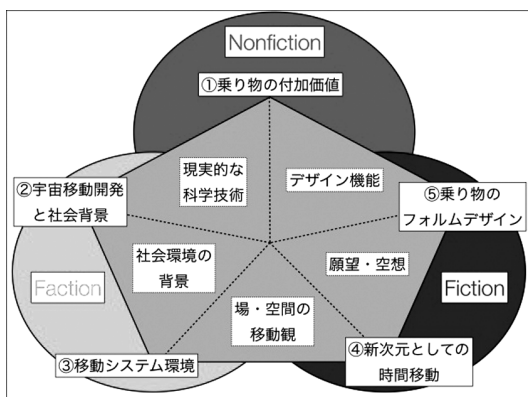 Nonfiction
①乗り物の付加価値
現実的な
科学技術
デザイン機能
②宇宙移動開発
と社会背景
⑤乗り物の
フォルムデザイン
社会環境の
背景
願望・空想
Faction
場・空間の
移動観
Fiction
③移動システム環境
④新次元としての
時間移動